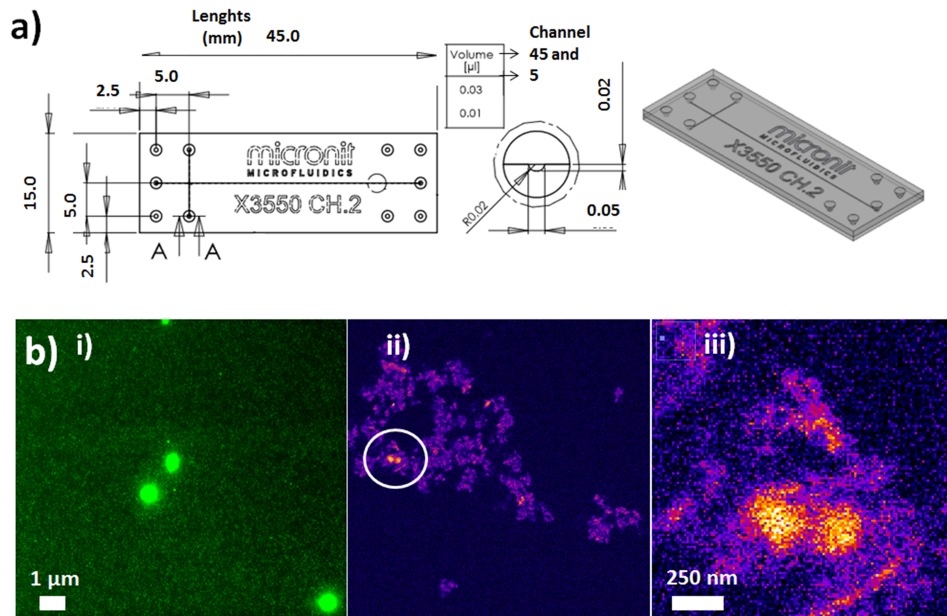 a)
Lenghts
(mm)
45.0
5.0
2.5
15.0
5.0
2.5
micronit
MICROFLUIDICS
X3550 CH.2
A
A
Volume
[µl]
0.03
0.01
Channel
45 and
5
R0.02
0.02
0.05
micronit
MICROFLUIDICS
X3550 CH.2
b)
i)
1 µm
ii)
iii)
250 nm